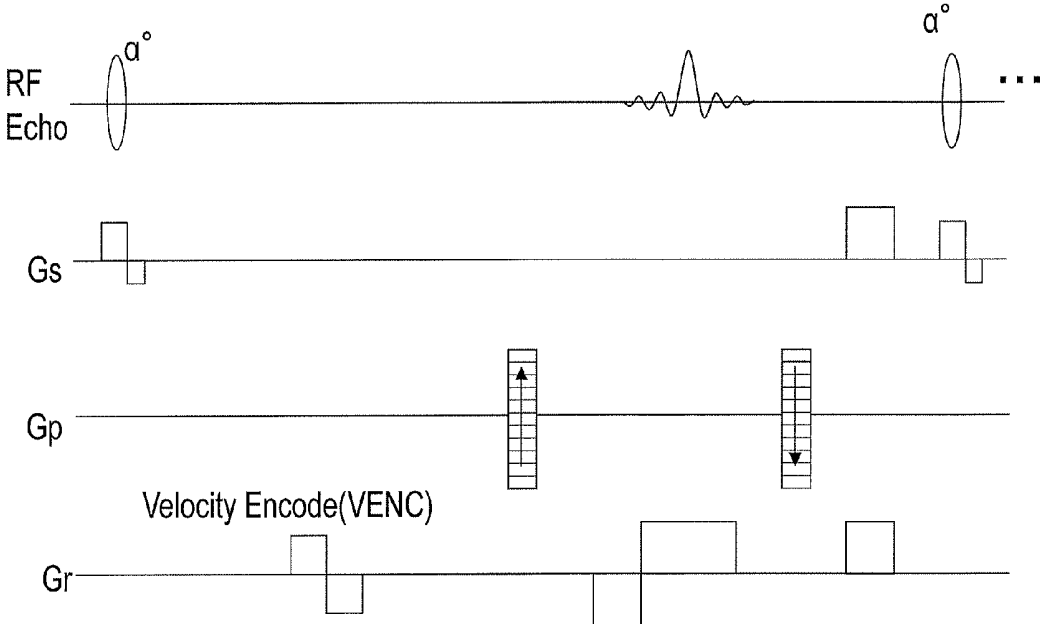 α°
α°
RF
Echo
...
Gs
Gp
Velocity Encode(VENC)
Gr